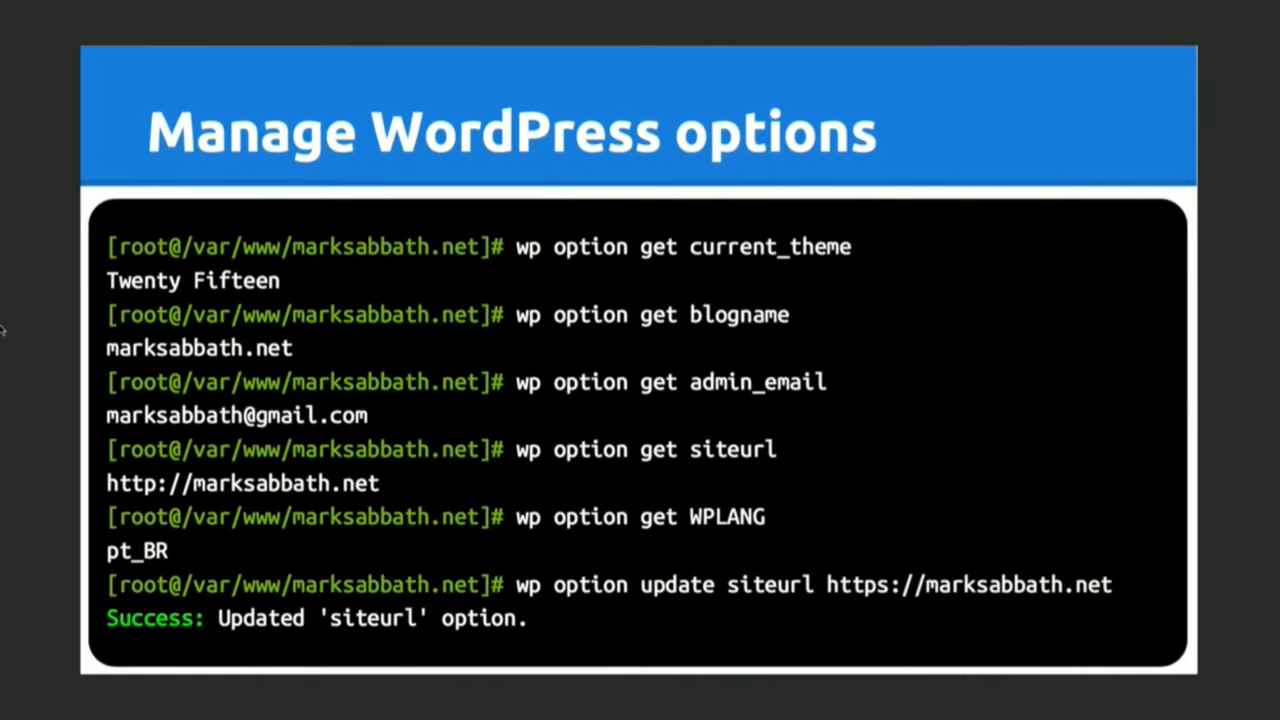 Manage WordPress options
[root@/var/www/marksabbath.net]# wp option get current_theme
Twenty Fifteen
[root@/var/www/marksabbath.net]# wp option get blogname
marksabbath.net
[root@/var/www/marksabbath.net]# wp option get admin_email
marksabbath@gmail.com
[root@/var/www/marksabbath.net]# wp option get siteurl
http://marksabbath.net
[root@/var/www/marksabbath.net]# wp option get WPLANG
pt_BR
[root@/var/www/marksabbath.net]# wp option update siteurl https://marksabbath.net
Success: Updated 'siteurl' option.